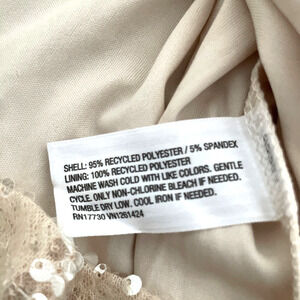 SHELL: 95% RECYCLED POLYESTER / 5% SPANDEX
LINING: 100% RECYCLED POLYESTER
MACHINE WASH COLD WITH LIKE COLORS. GENTLE
CYCLE. ONLY NON-CHLORINE BLEACH IF NEEDED.
TUMBLE DRY LOW. COOL IRON IF NEEDED.
RN17730 VN1261424